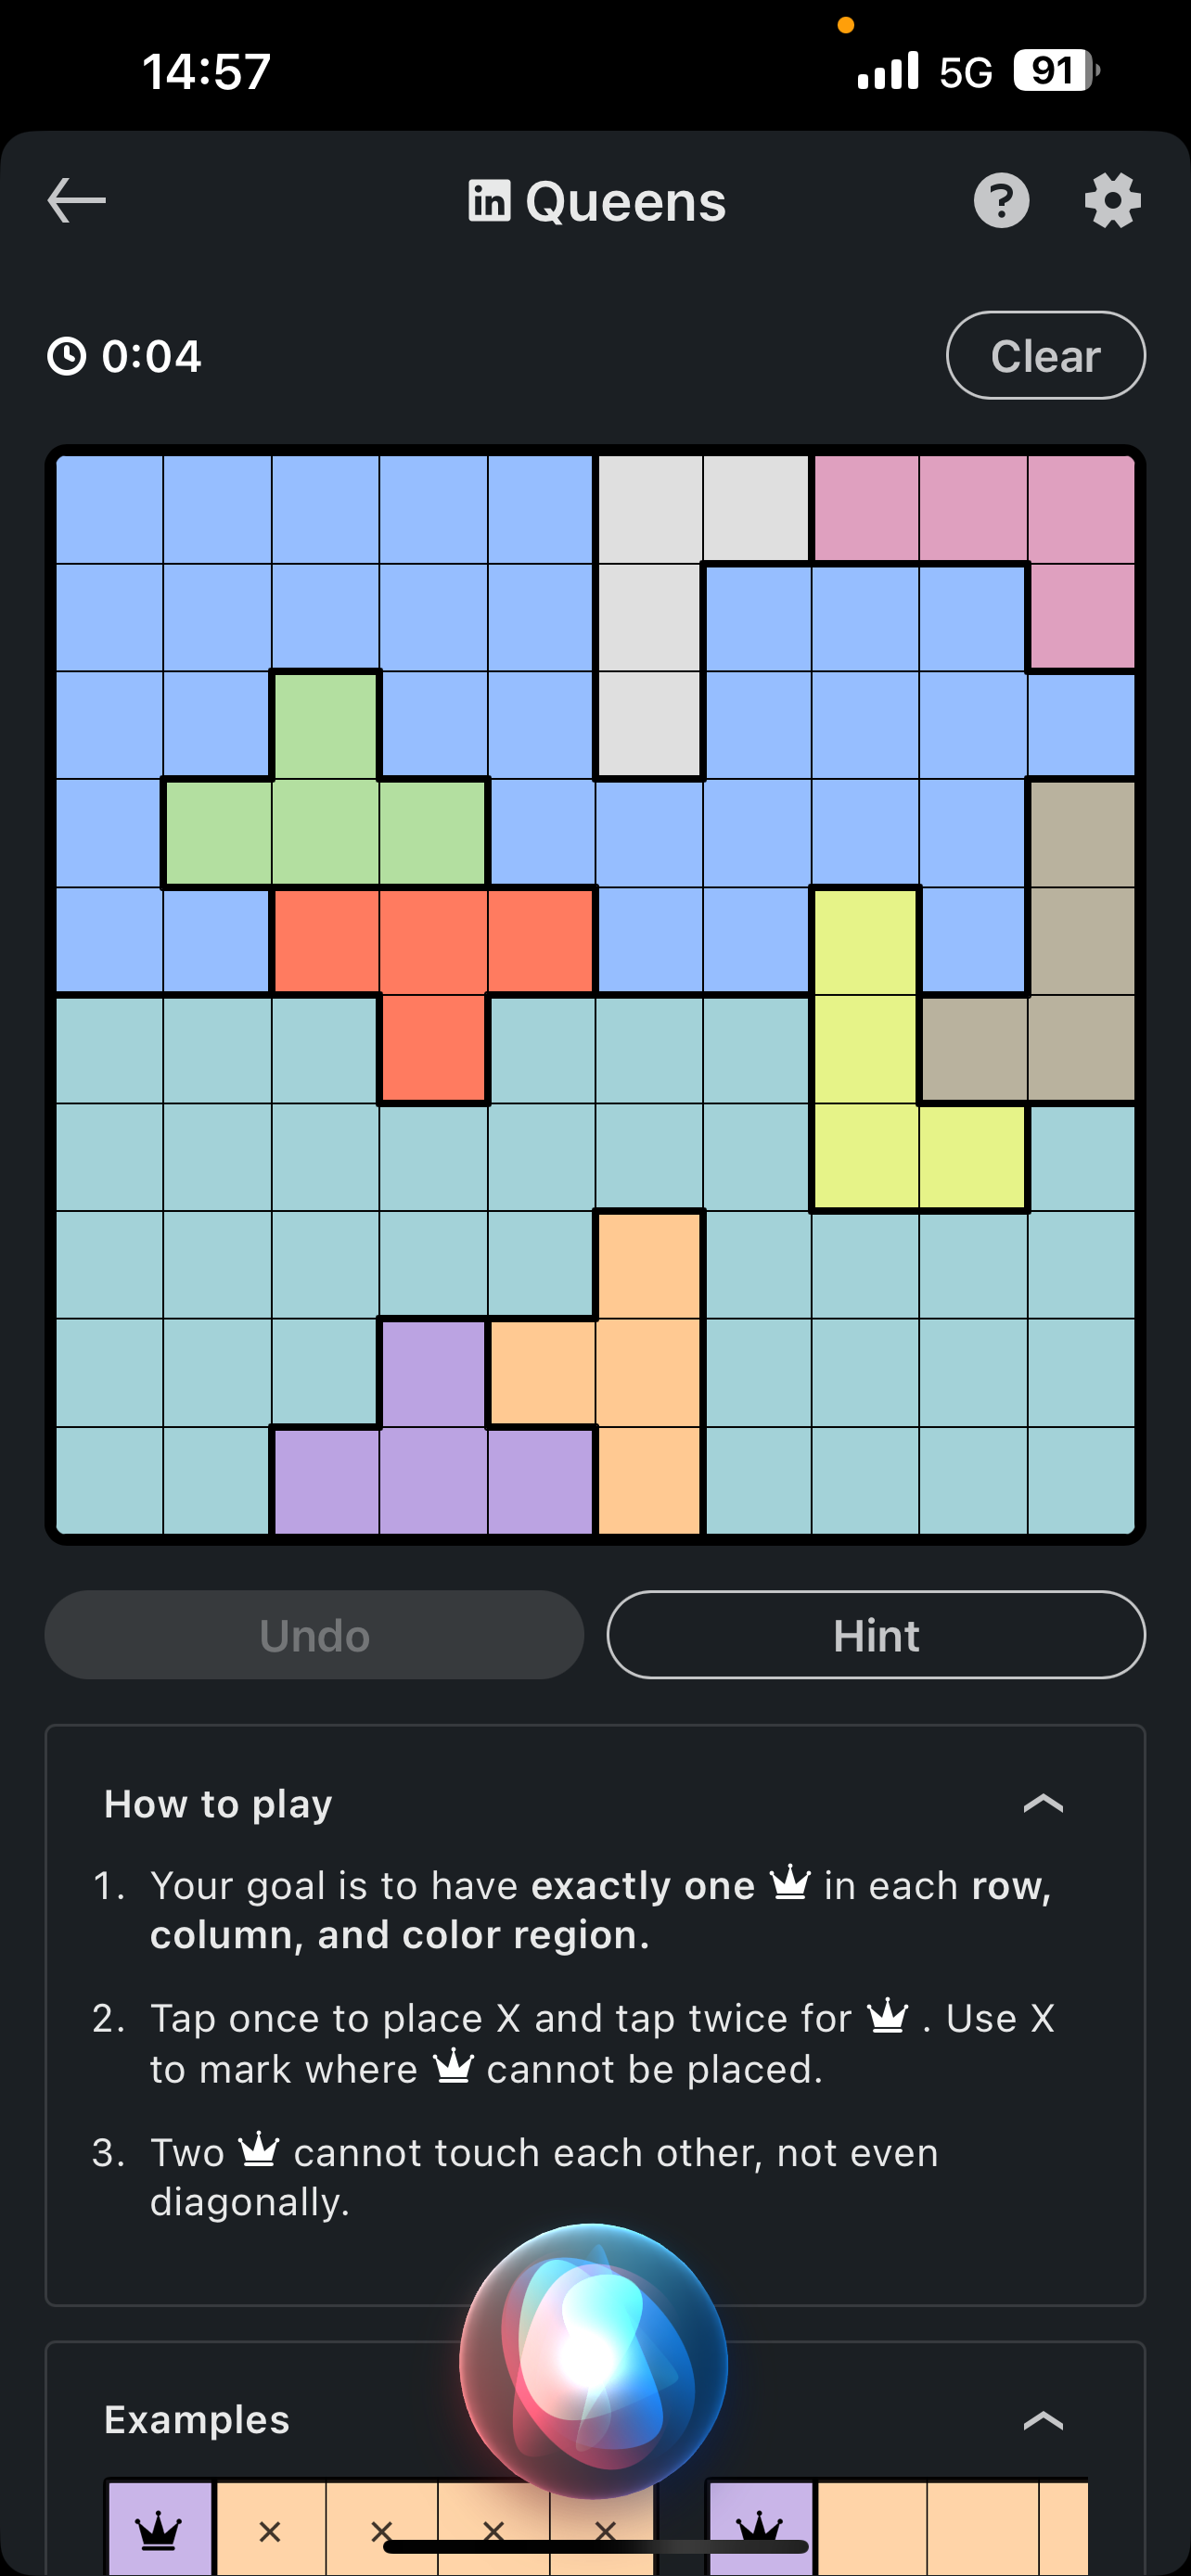 14:57 5G 91
in Queens ?
0:04 Clear
Undo Hint
How to play
1. Your goal is to have exactly one in each row,
column, and color region.
2. Tap once to place X and tap twice for . Use X
to mark where cannot be placed.
3. Two cannot touch each other, not even
diagonally.
Examples
× × × ×